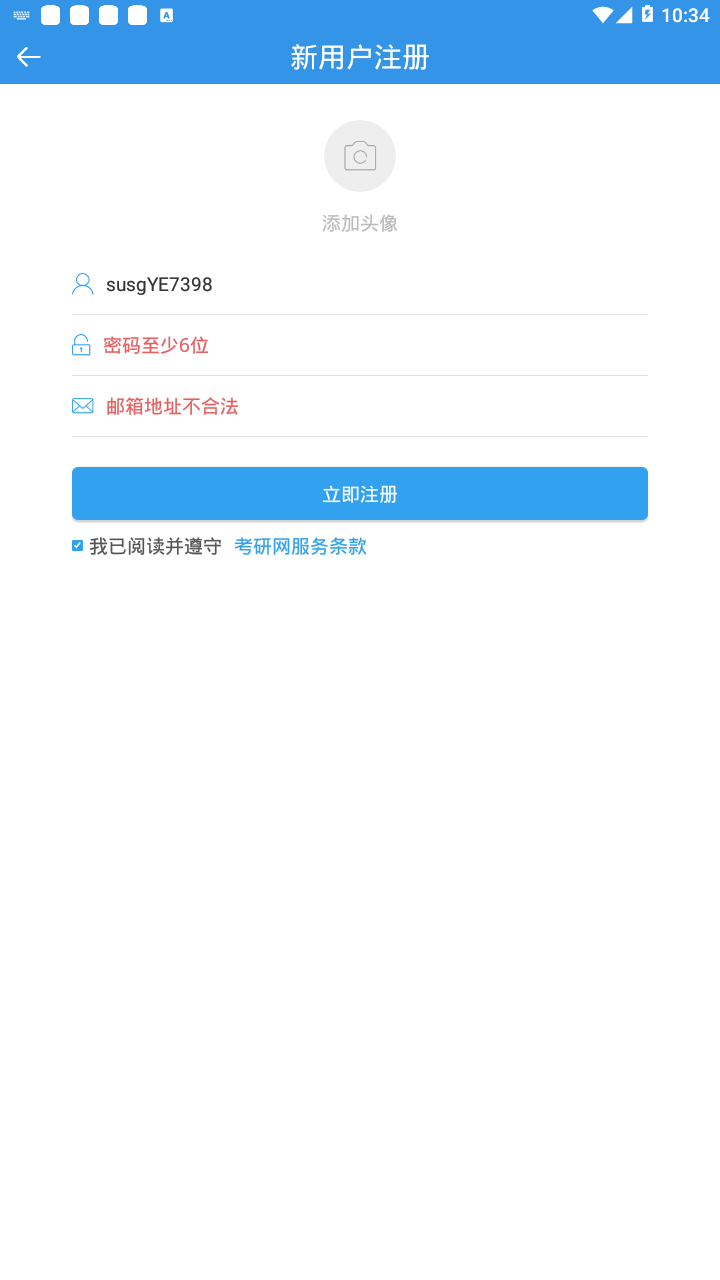 10:34
新用户注册
添加头像
susgYE7398
密码至少6位
邮箱地址不合法
立即注册
我已阅读并遵守 考研网服务条款